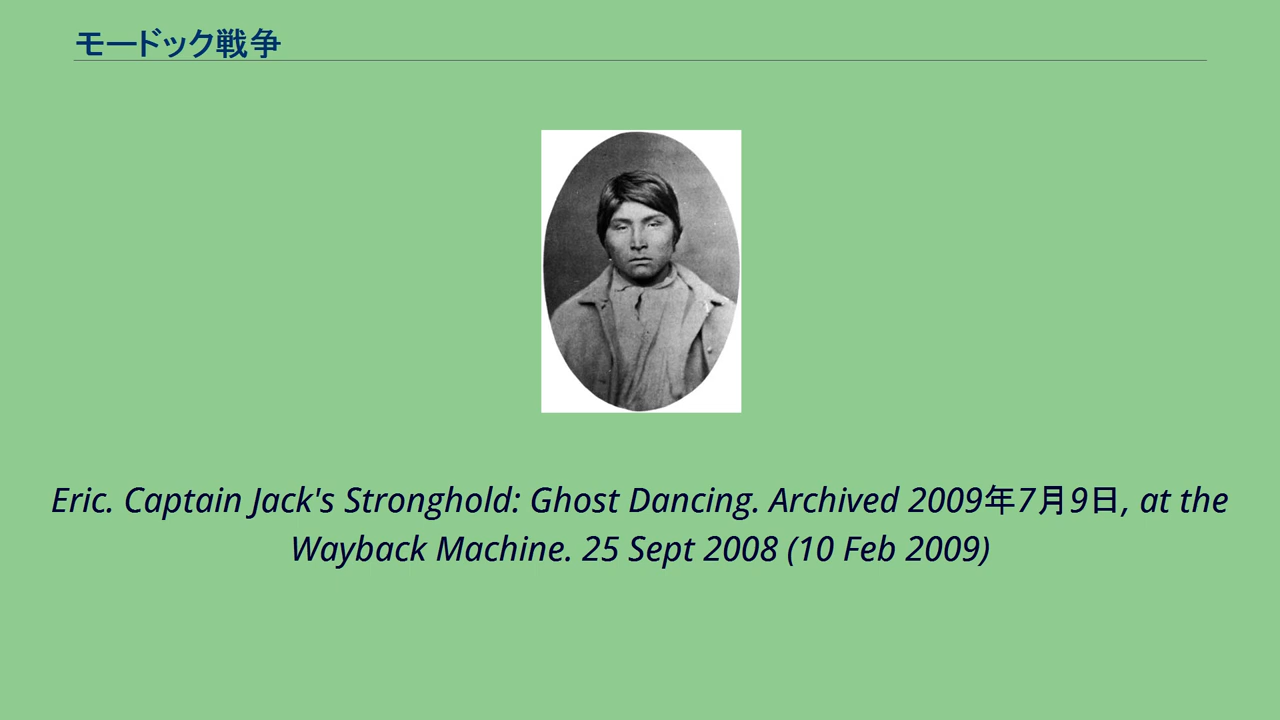 モードック戦争
Eric. Captain Jack's Stronghold: Ghost Dancing. Archived 2009年7月9日, at the
Wayback Machine. 25 Sept 2008 (10 Feb 2009)